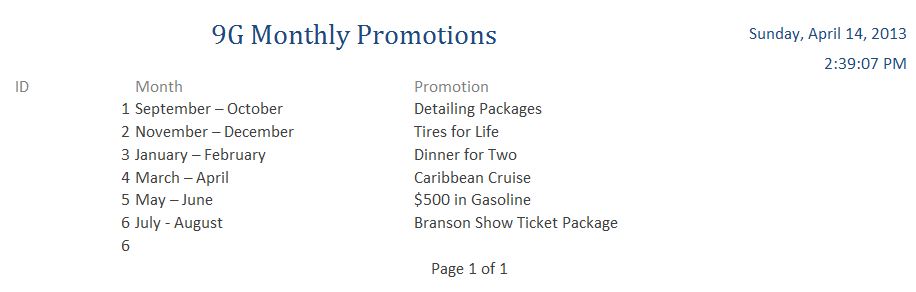 9G Monthly Promotions
Sunday, April 14, 2013
2:39:07 PM
ID Month Promotion
1 September – October Detailing Packages
2 November – December Tires for Life
3 January – February Dinner for Two
4 March – April Caribbean Cruise
5 May – June $500 in Gasoline
6 July - August Branson Show Ticket Package
6
Page 1 of 1